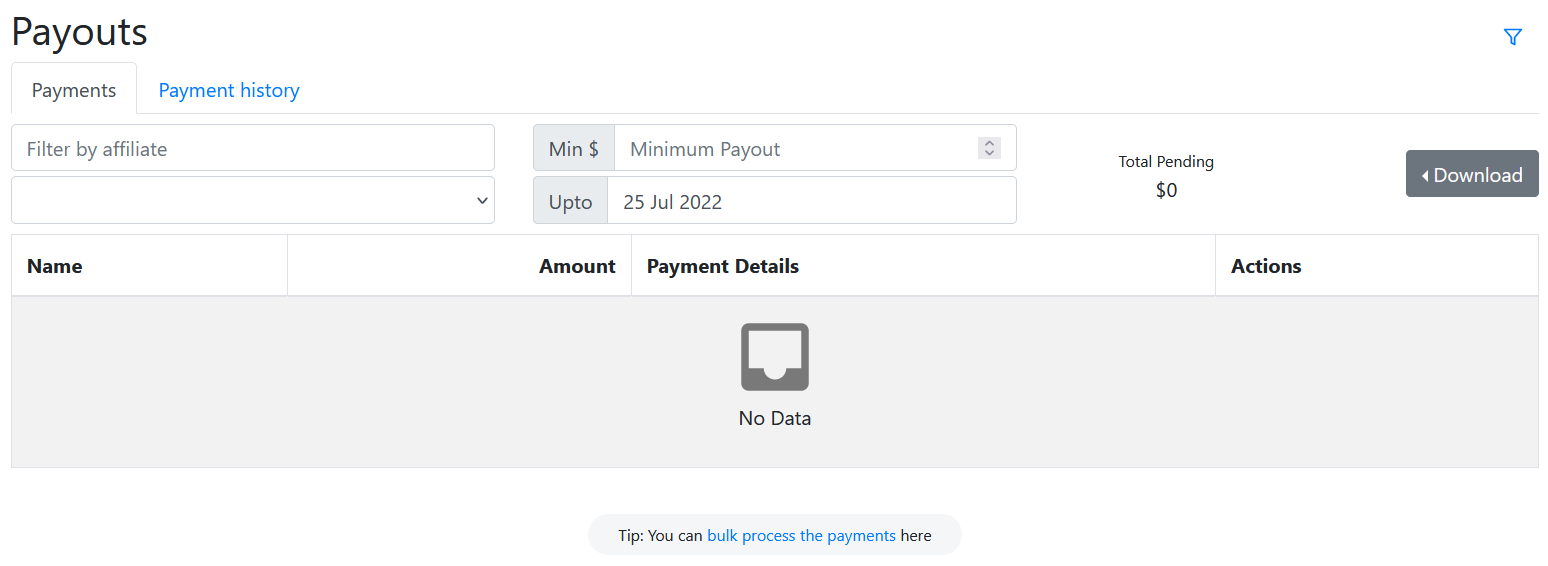 Payouts
Payments
Payment history
Filter by affiliate
Min $
Minimum Payout
Upto
25 Jul 2022
Total Pending
$0
Download
Name
Amount
Payment Details
Actions
No Data
Tip: You can bulk process the payments here